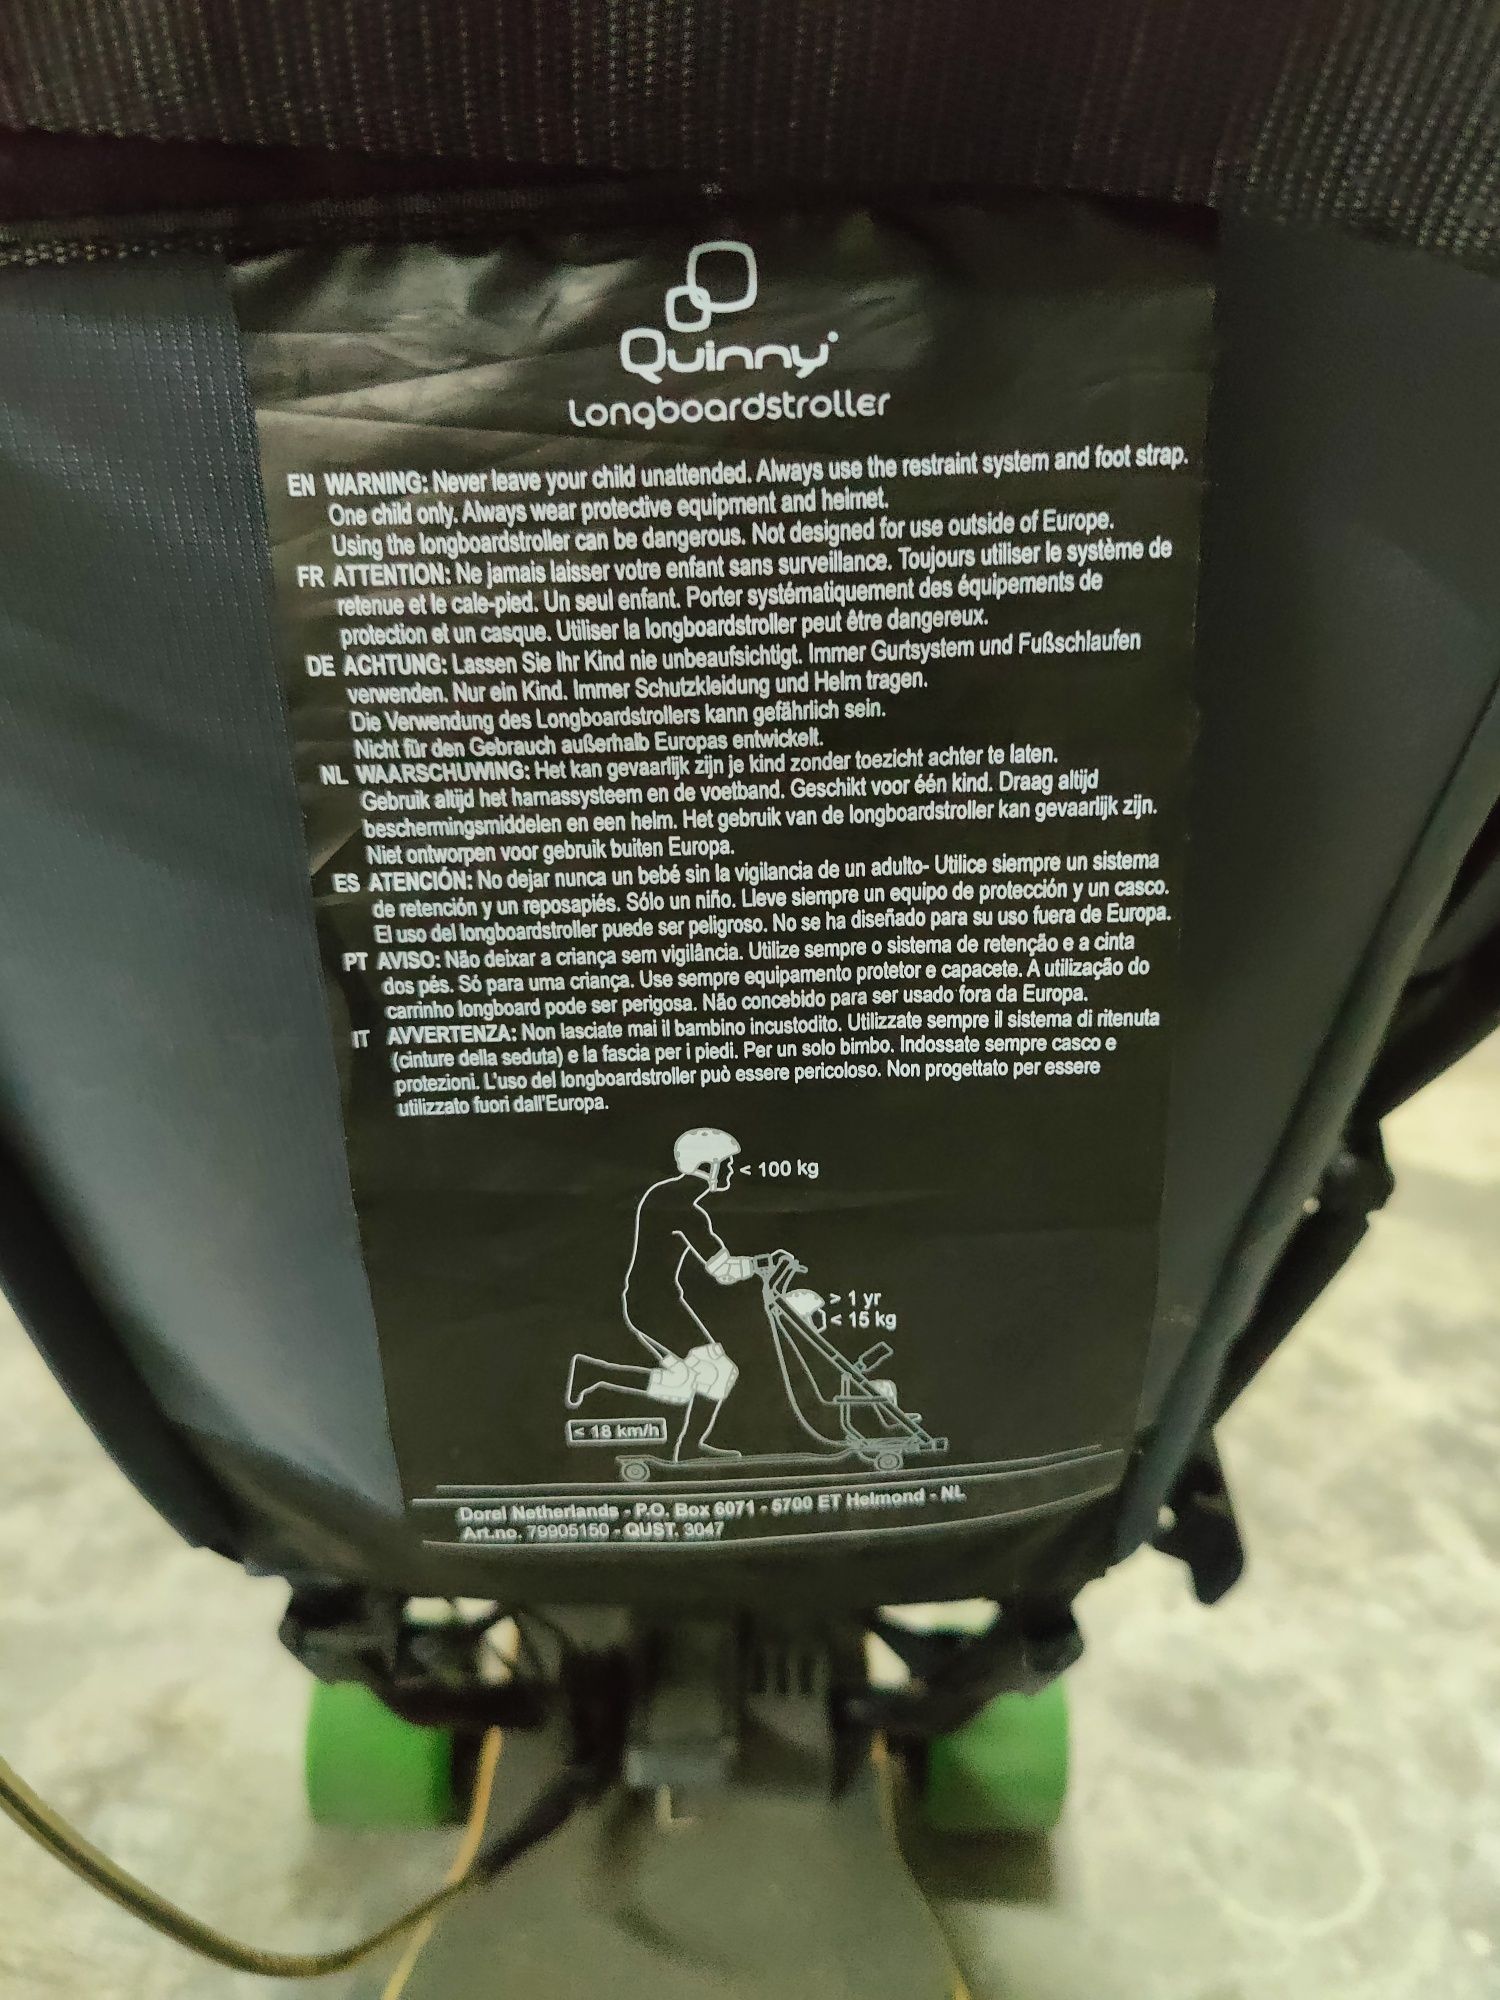 Quinny
Longboardstroller
EN WARNING: Never leave your child unattended. Always use the restraint system and foot strap.
One child only. Always wear protective equipment and helmet.
Using the longboardstroller can be dangerous. Not designed for use outside of Europe.
FR ATTENTION: Ne jamais laisser votre enfant sans surveillance. Toujours utiliser le système de
retenue et le cale-pied. Un seul enfant. Porter systématiquement des équipements de
protection et un casque. Utiliser la longboardstroller peut être dangereux.
DE ACHTUNG: Lassen Sie Ihr Kind nie unbeaufsichtigt. Immer Gurtsystem und Fußschlaufen
verwenden. Nur ein Kind. Immer Schutzkleidung und Helm tragen.
Die Verwendung des Longboardstrollers kann gefährlich sein.
Nicht für den Gebrauch außerhalb Europas entwickelt.
NL WAARSCHUWING: Het kan gevaarlijk zijn je kind zonder toezicht achter te laten.
Gebruik altijd het harnassysteem en de voetband. Geschikt voor één kind. Draag altijd
beschermingsmiddelen en een helm. Het gebruik van de longboardstroller kan gevaarlijk zijn.
Niet ontworpen voor gebruik buiten Europa.
ES ATENCIÓN: No dejar nunca un bebé sin la vigilancia de un adulto- Utilice siempre un sistema
de retención y un reposapiés. Sólo un niño. Lleve siempre un equipo de protección y un casco.
El uso del longboardstroller puede ser peligroso. No se ha diseñado para su uso fuera de Europa.
PT AVISO: Não deixar a criança sem vigilância. Utilize sempre o sistema de retenção e a cinta
dos pés. Só para uma criança. Use sempre equipamento protetor e capacete. A utilização do
carrinho longboard pode ser perigosa. Não concebido para ser usado fora da Europa.
IT AVVERTENZA: Non lasciate mai il bambino incustodito. Utilizzate sempre il sistema di ritenuta
(cinture della seduta) e la fascia per i piedi. Per un solo bimbo. Indossate sempre casco e
protezioni. L'uso del longboardstroller può essere pericoloso. Non progettato per essere
utilizzato fuori dall'Europa.
< 100 kg
> 1 yr
< 15 kg
< 18 km/h
Dorel Netherlands - P.O. Box 6071 - 5700 ET Helmond - NL
Art.no. 79905150 - QUST. 3047